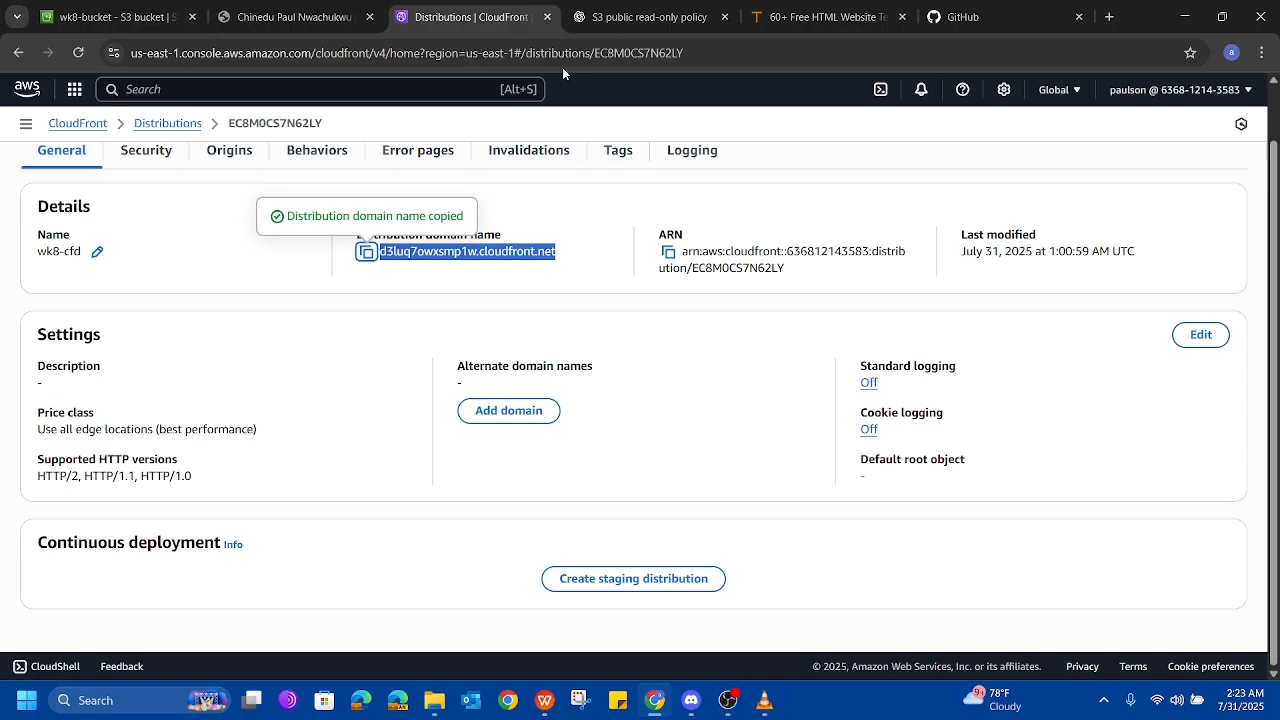 wk8-bucket - S3 bucket | S
Chinedu Paul Nwachukwu
Distributions | CloudFront
S3 public read-only policy
60+ Free HTML Website Te
GitHub
us-east-1.console.aws.amazon.com/cloudfront/v4/home?region=us-east-1#/distributions/EC8M0CS7N62LY
a
aws
Search
[Alt+S]
Global
paulson @ 6368-1214-3583
CloudFront
Distributions
EC8M0CS7N62LY
General
Security
Origins
Behaviors
Error pages
Invalidations
Tags
Logging
Details
Distribution domain name copied
Name
wk8-cfd
tribution domain name
d3luq7owxsmp1w.cloudfront.net
ARN
arn:aws:cloudfront::636812143583:distrib
ution/EC8M0CS7N62LY
Last modified
July 31, 2025 at 1:00:59 AM UTC
Settings
Edit
Description
-
Price class
Use all edge locations (best performance)
Supported HTTP versions
HTTP/2, HTTP/1.1, HTTP/1.0
Alternate domain names
-
Add domain
Standard logging
Off
Cookie logging
Off
Default root object
-
Continuous deployment Info
Create staging distribution
CloudShell
Feedback
© 2025, Amazon Web Services, Inc. or its affiliates.
Privacy
Terms
Cookie preferences
Search
78°F
Cloudy
2:23 AM
7/31/2025